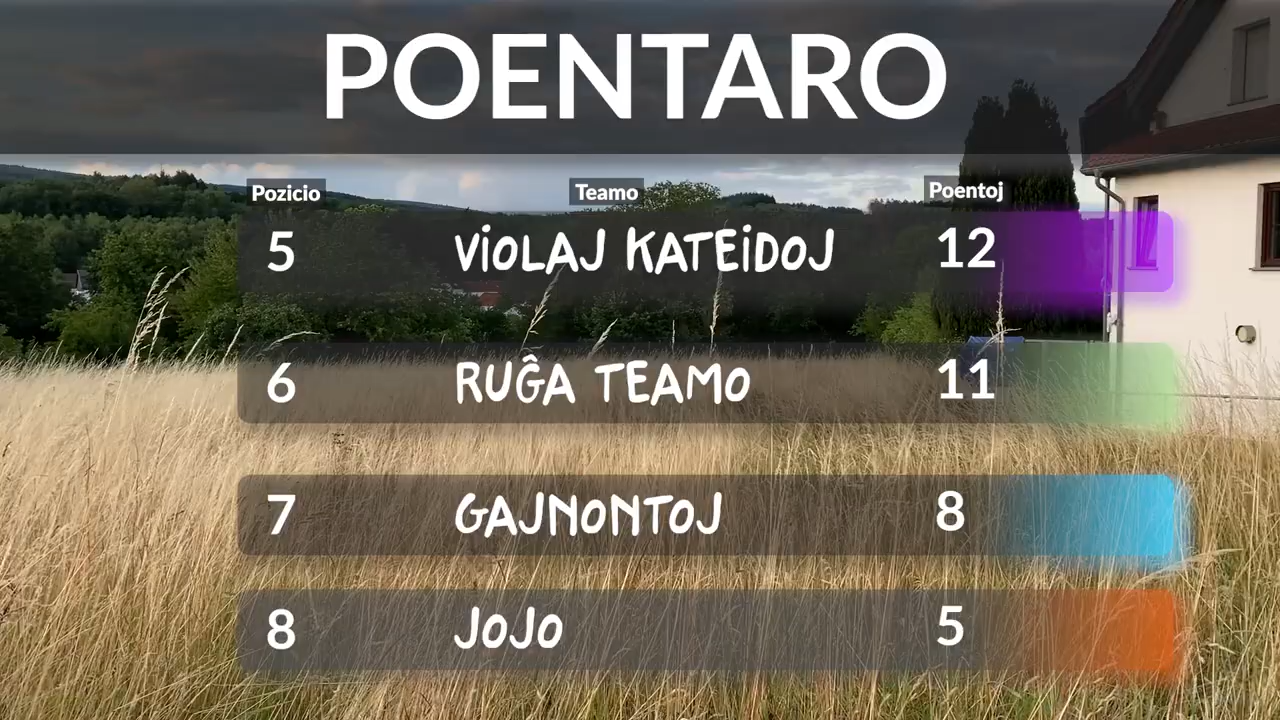 POENTARO
Pozicio Teamo Poentoj
5 VIOLAJ KATEIDOJ 12
6 RUĜA TEAMO 11
7 GAJNONTOJ 8
8 JOJO 5